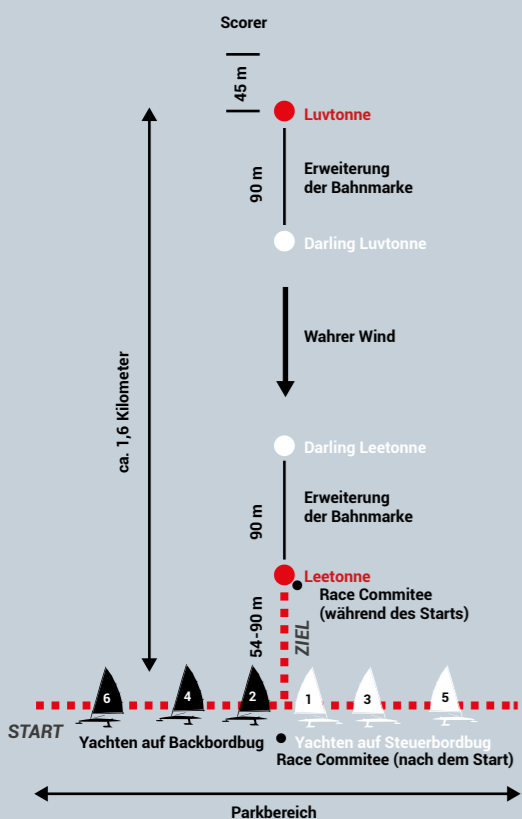 Scorer
45 m
Luvtonne
90 m
Erweiterung
der Bahnmarke
Darling Luvtonne
Wahrer Wind
ca. 1,6 Kilometer
Darling Leetonne
90 m
Erweiterung
der Bahnmarke
Leetonne
Race Commitee
(während des Starts)
54-90 m
ZIEL
6
4
2
1
3
5
START
Yachten auf Backbordbug
Yachten auf Steuerbordbug
Race Commitee (nach dem Start)
Parkbereich